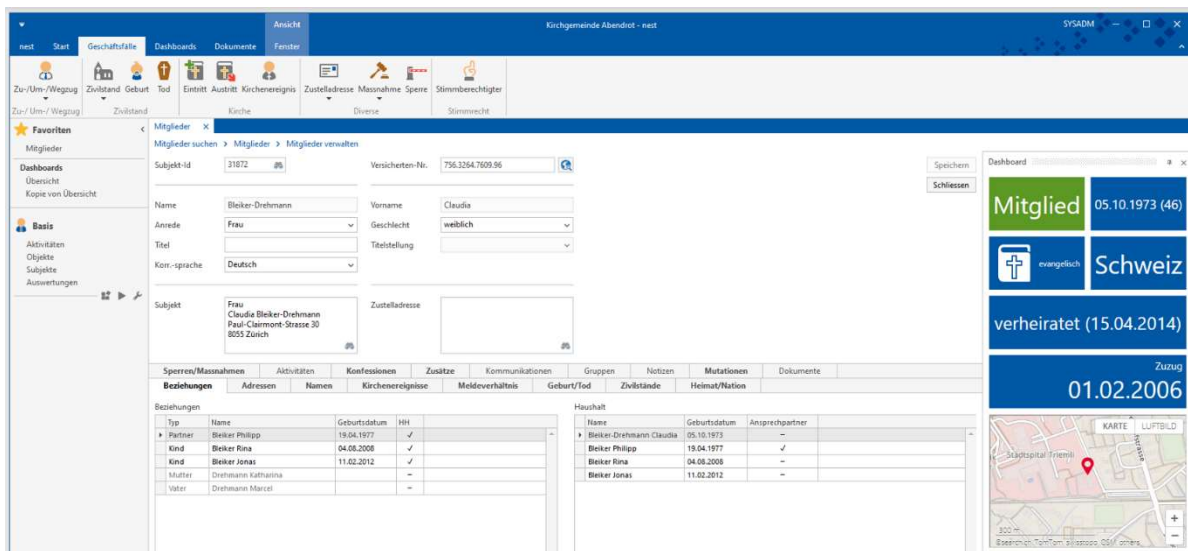 Ansicht
Kirchgemeinde Abendrot - nest
SYSADM
nest Start Geschäftsfälle Dashboards Dokumente Fenster
Zu-/Um-/Wegzug Zivilstand Geburt Tod Eintritt Austritt Kirchenereignis Zustelladresse Massnahme Sperre Stimmberechtigter
Zu-/ Um-/ Wegzug Zivilstand Kirche Diverse Stimmrecht
Favoriten
Mitglieder
Dashboards
Übersicht
Kopie von Übersicht
Basis
Aktivitäten
Objekte
Subjekte
Auswertungen
Mitglieder
Mitglieder suchen > Mitglieder > Mitglieder verwalten
Subjekt-Id 31872 Versicherten-Nr. 756.3264.7609.96
Speichern
Schliessen
Name Bleiker-Drehmann Vorname Claudia
Anrede Frau Geschlecht weiblich
Titel Titelstellung
Korr.-sprache Deutsch
Subjekt Frau Zustelladresse
Claudia Bleiker-Drehmann
Paul-Clairmont-Strasse 30
8055 Zürich
Sperren/Massnahmen Aktivitäten Konfessionen Zusätze Kommunikationen Gruppen Notizen Mutationen Dokumente
Beziehungen Adressen Namen Kirchenereignisse Meldeverhältnis Geburt/Tod Zivilstände Heimat/Nation
Beziehungen
Typ Name Geburtsdatum HH
Partner Bleiker Philipp 19.04.1977 ✓
Kind Bleiker Rina 04.08.2008 ✓
Kind Bleiker Jonas 11.02.2012 ✓
Mutter Drehmann Katharina –
Vater Drehmann Marcel –
Haushalt
Name Geburtsdatum Ansprechpartner
Bleiker-Drehmann Claudia 05.10.1973 –
Bleiker Philipp 19.04.1977 ✓
Bleiker Rina 04.08.2008 –
Bleiker Jonas 11.02.2012 –
Dashboard
Mitglied 05.10.1973 (46)
evangelisch Schweiz
verheiratet (15.04.2014)
Zuzug
01.02.2006
KARTE LUFTBILD
Stadtspital Triemli
300 m